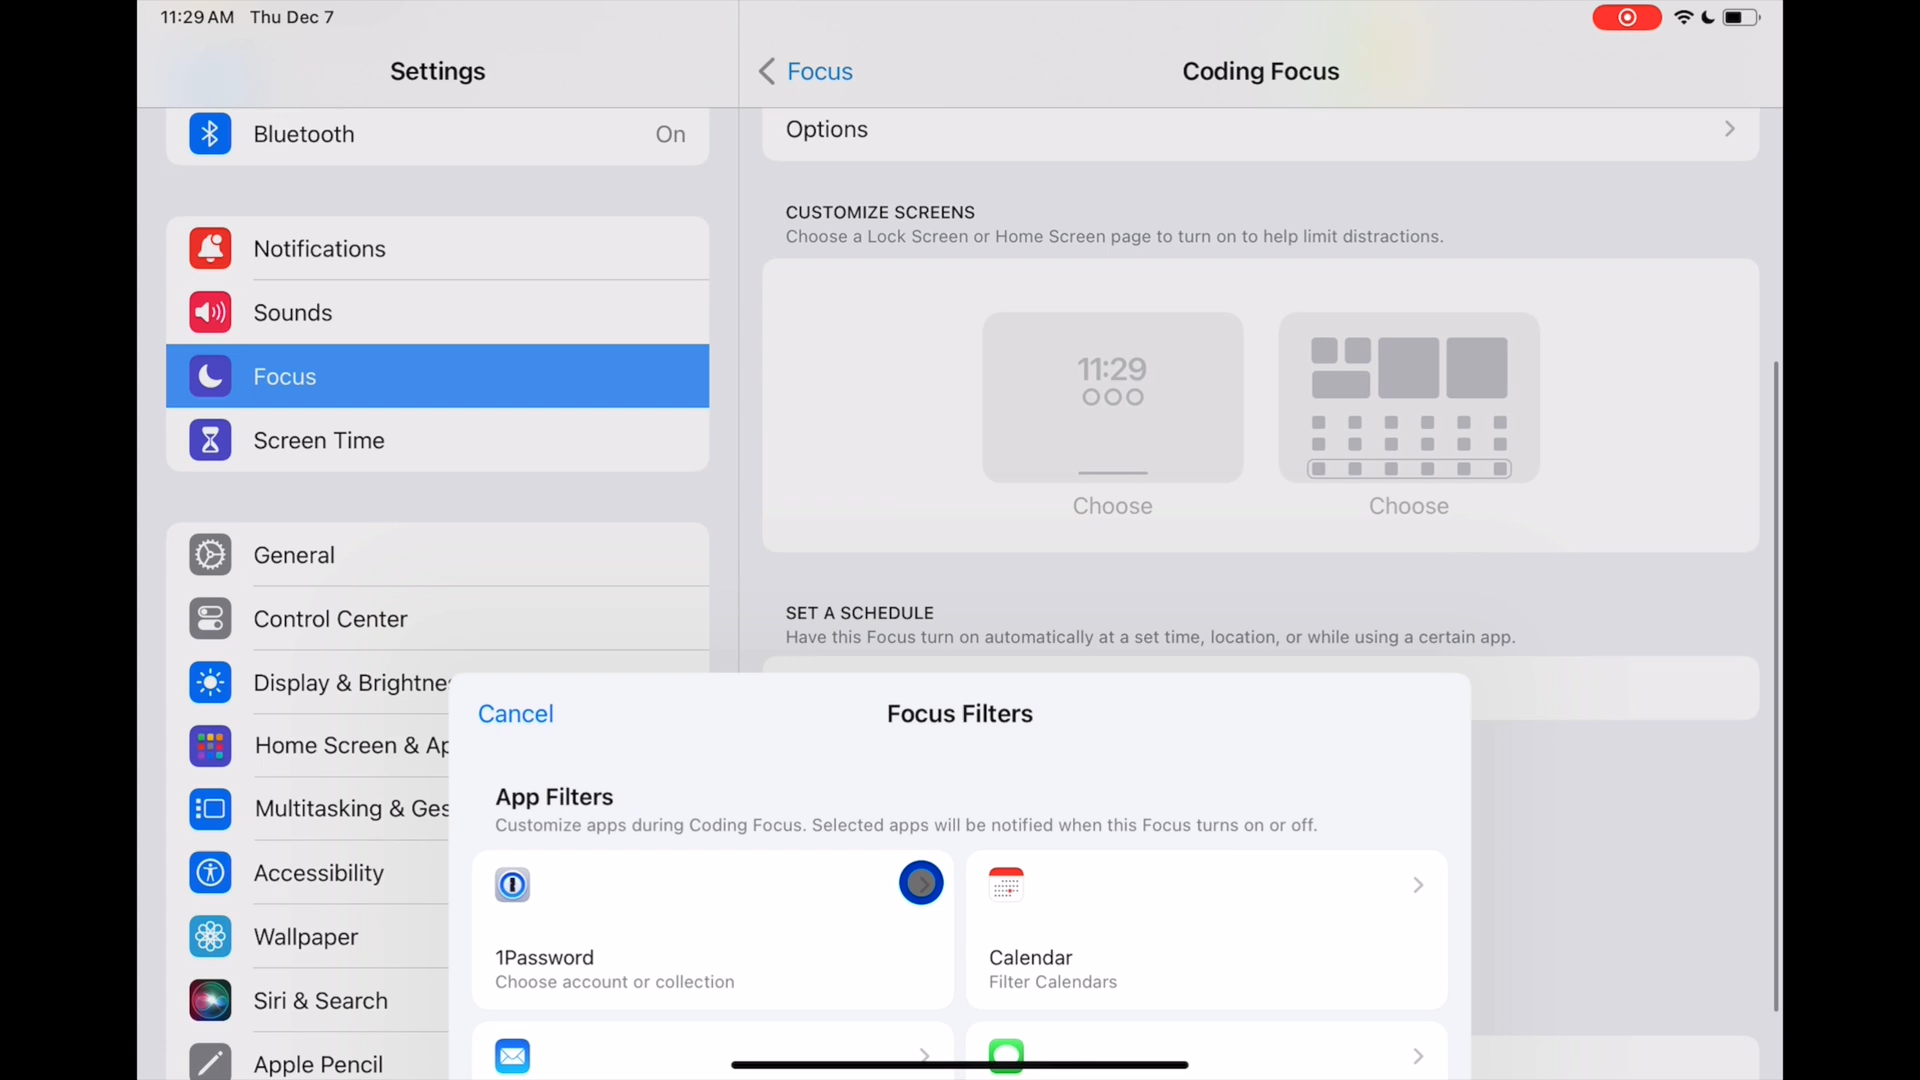 11:29 AM Thu Dec 7
Settings
Focus
Coding Focus
Bluetooth
On
Notifications
Sounds
Focus
Screen Time
General
Control Center
Display & Brightnes
Home Screen & Ap
Multitasking & Ges
Accessibility
Wallpaper
Siri & Search
Apple Pencil
Options
CUSTOMIZE SCREENS
Choose a Lock Screen or Home Screen page to turn on to help limit distractions.
11:29
Choose
Choose
SET A SCHEDULE
Have this Focus turn on automatically at a set time, location, or while using a certain app.
Cancel
Focus Filters
App Filters
Customize apps during Coding Focus. Selected apps will be notified when this Focus turns on or off.
1Password
Choose account or collection
Calendar
Filter Calendars